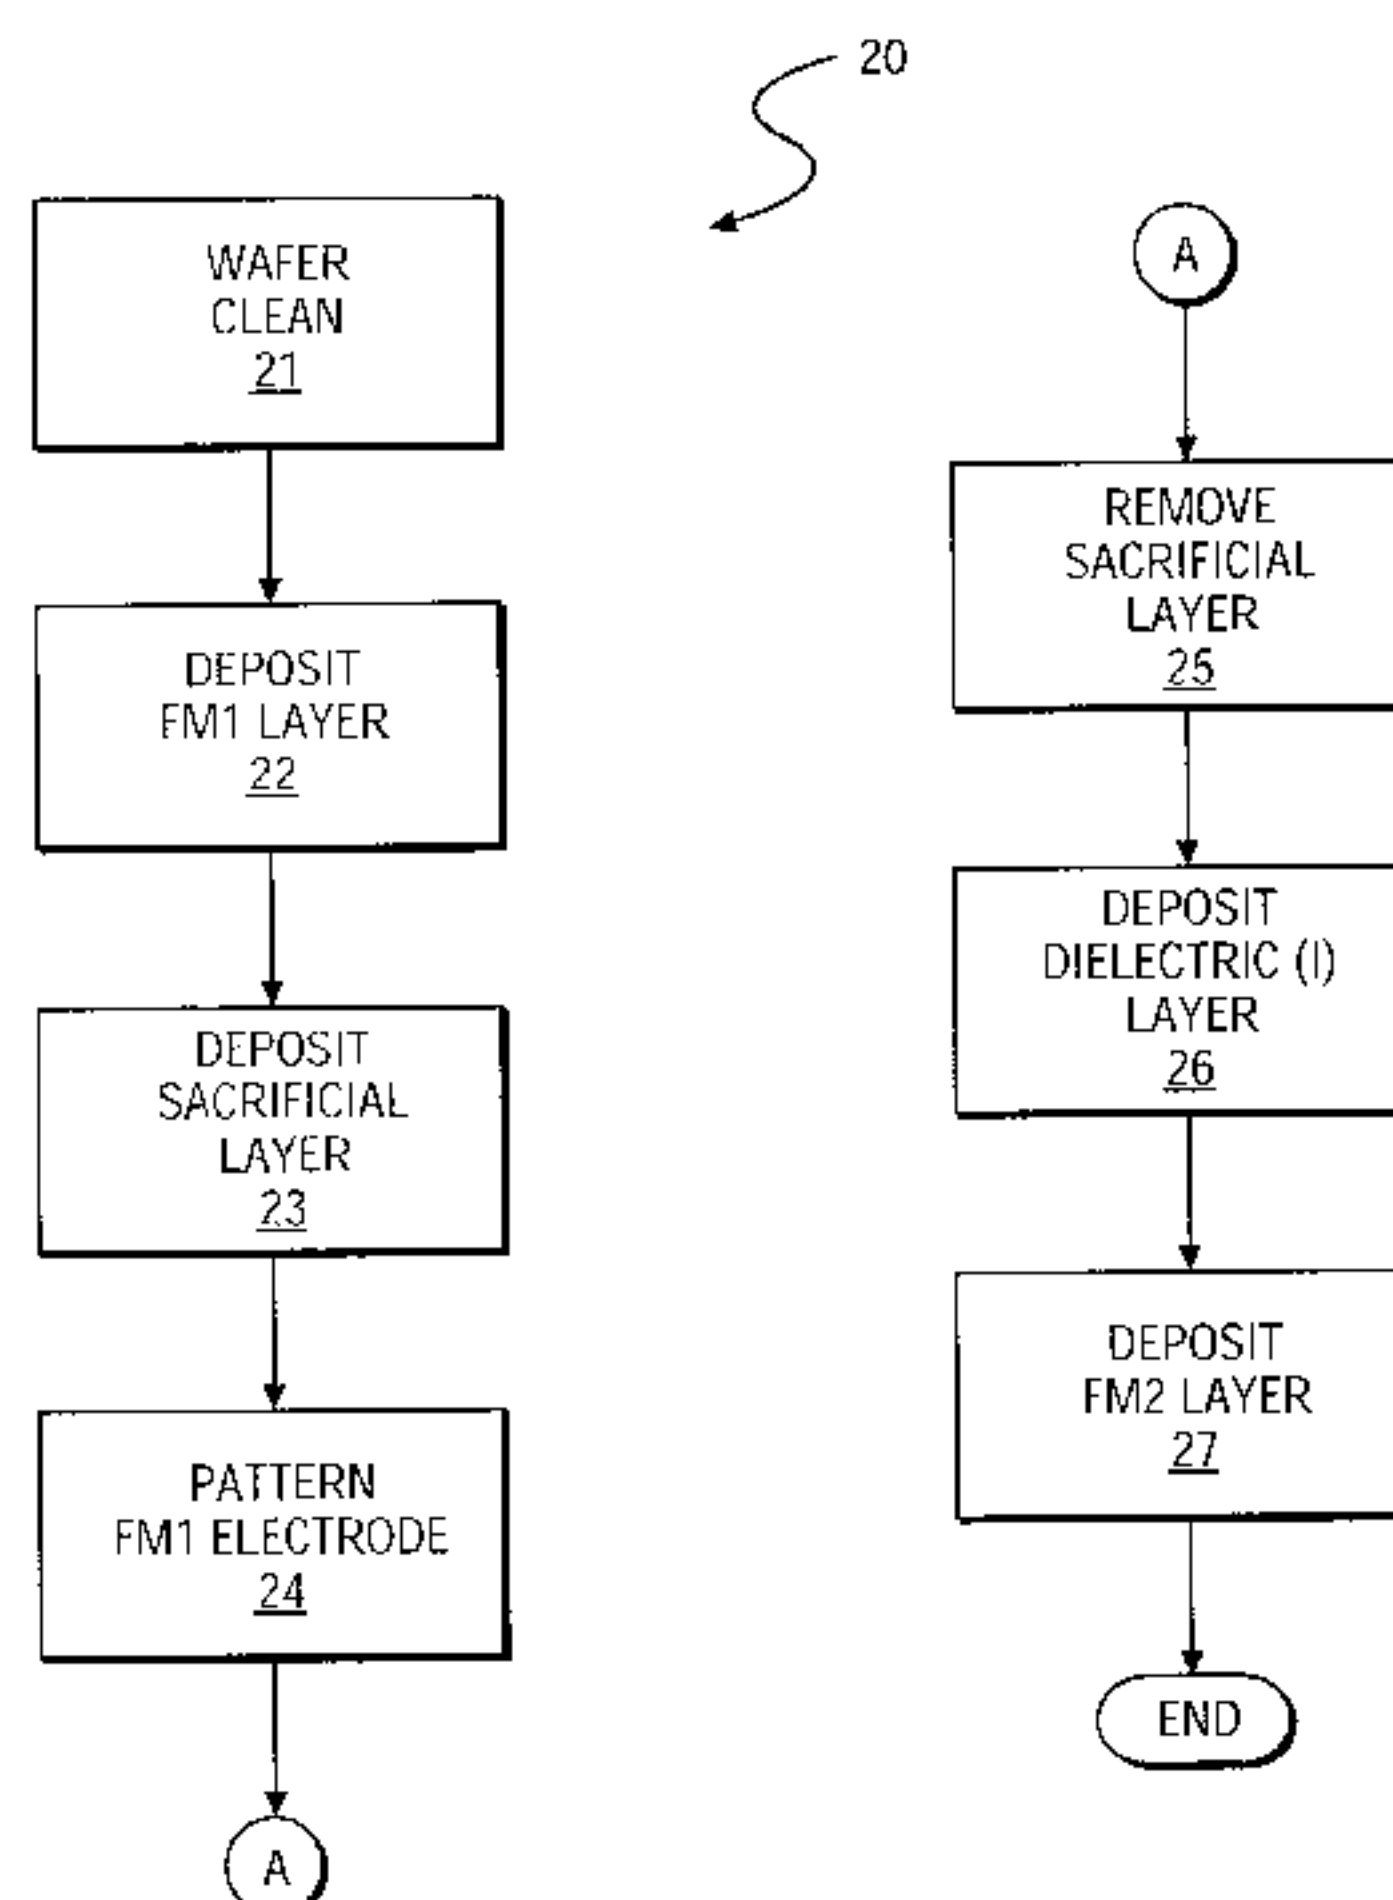 20
WAFER
CLEAN
21
DEPOSIT
FM1 LAYER
22
DEPOSIT
SACRIFICIAL
LAYER
23
PATTERN
FM1 ELECTRODE
24
A
A
REMOVE
SACRIFICIAL
LAYER
25
DEPOSIT
DIELECTRIC (I)
LAYER
26
DEPOSIT
FM2 LAYER
27
END